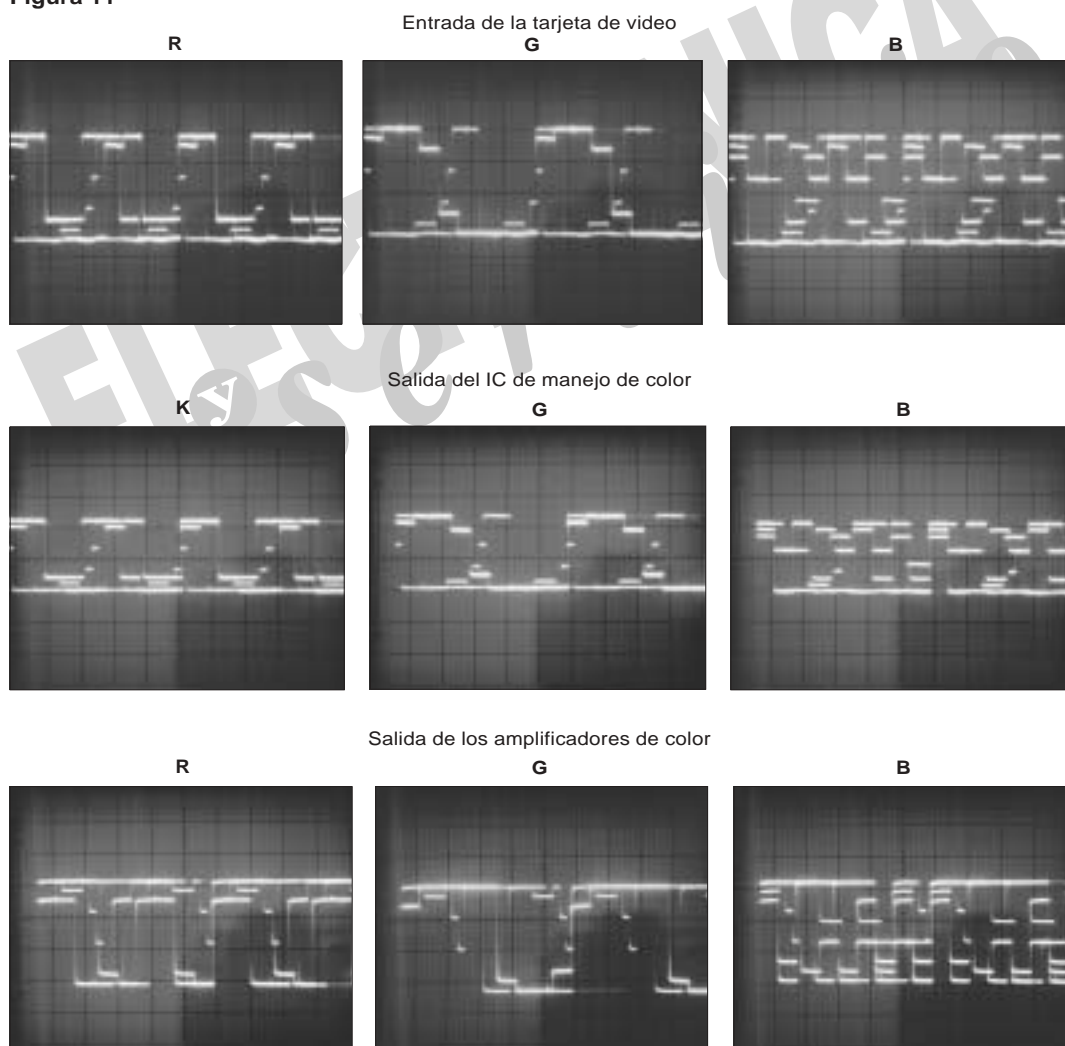 Figura 11
Entrada de la tarjeta de video
R G B
Salida del IC de manejo de color
K G B
Salida de los amplificadores de color
R G B